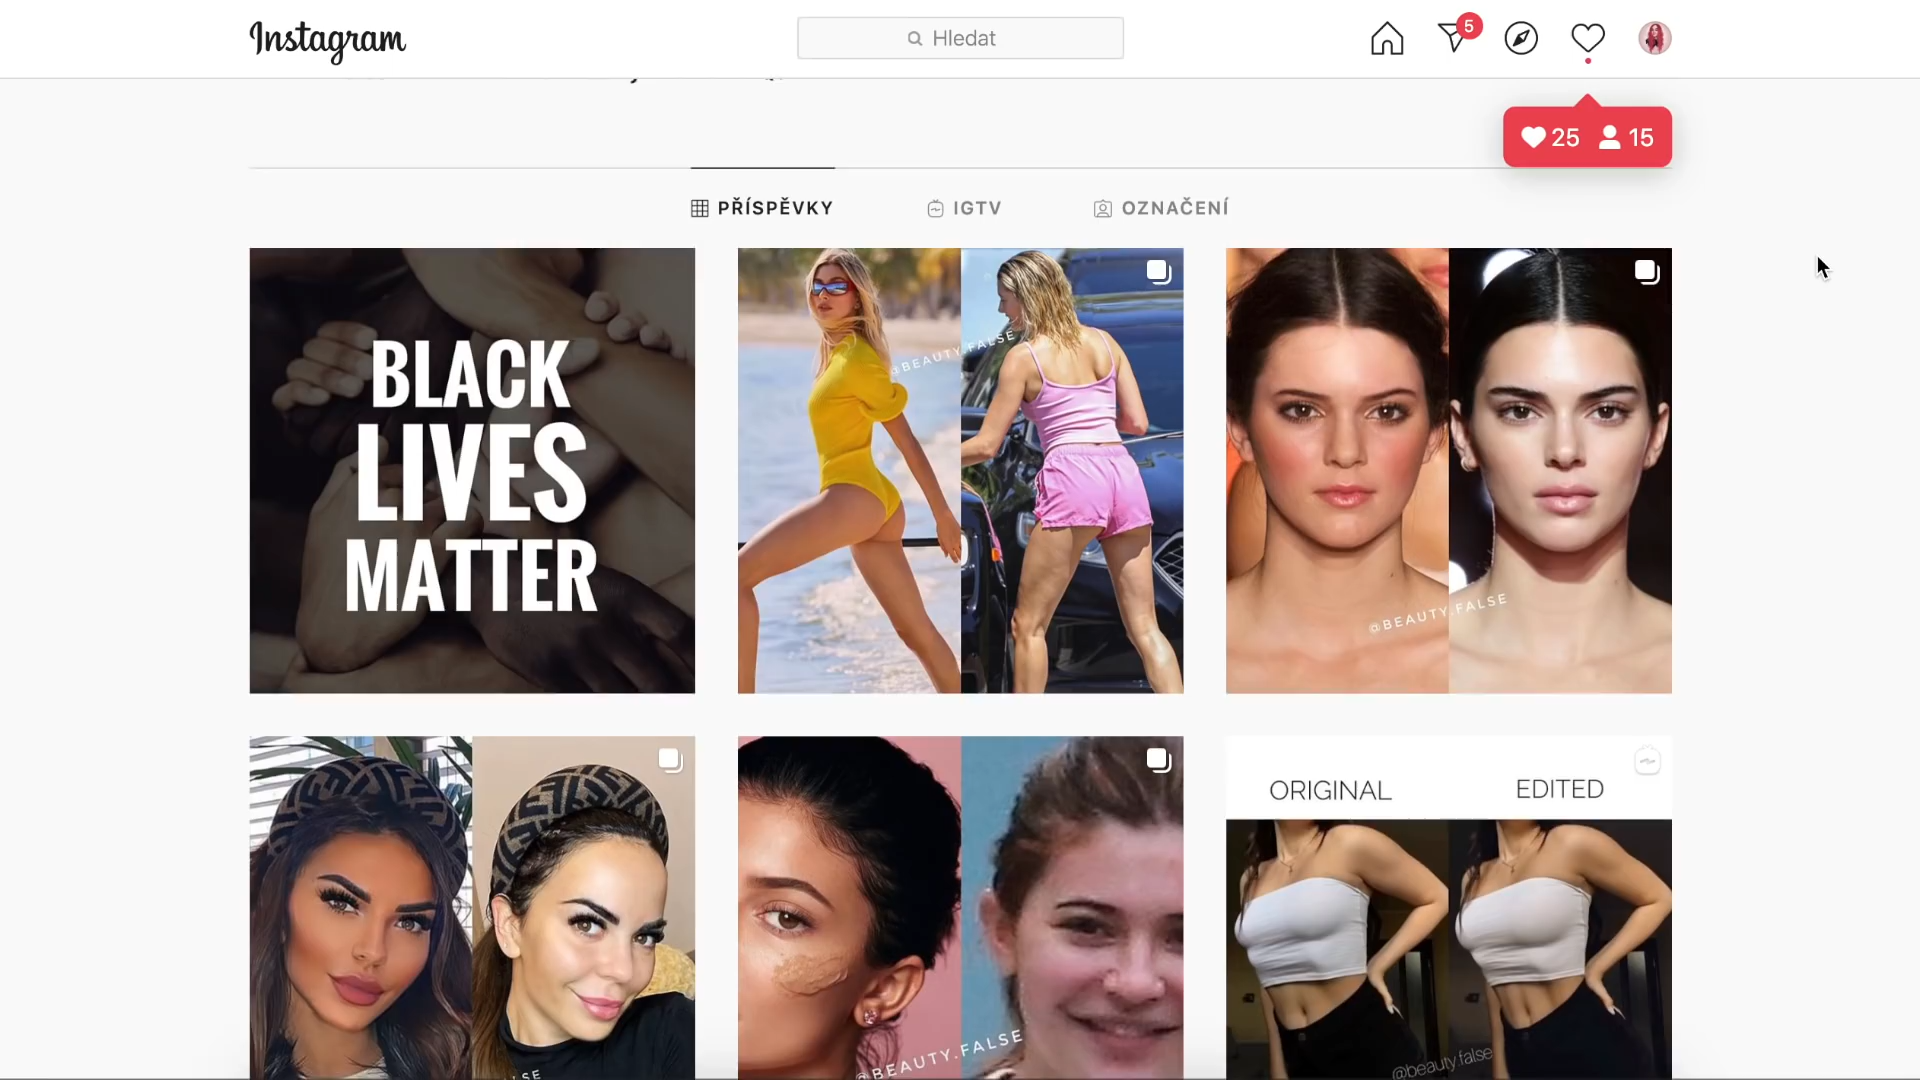 Instagram
Hledat
5
25 15
PŘÍSPĚVKY IGTV OZNAČENÍ
BLACK
LIVES
MATTER
@BEAUTY.FALSE
@BEAUTY.FALSE
ORIGINAL EDITED
@BEAUTY.FALSE
@beauty.false